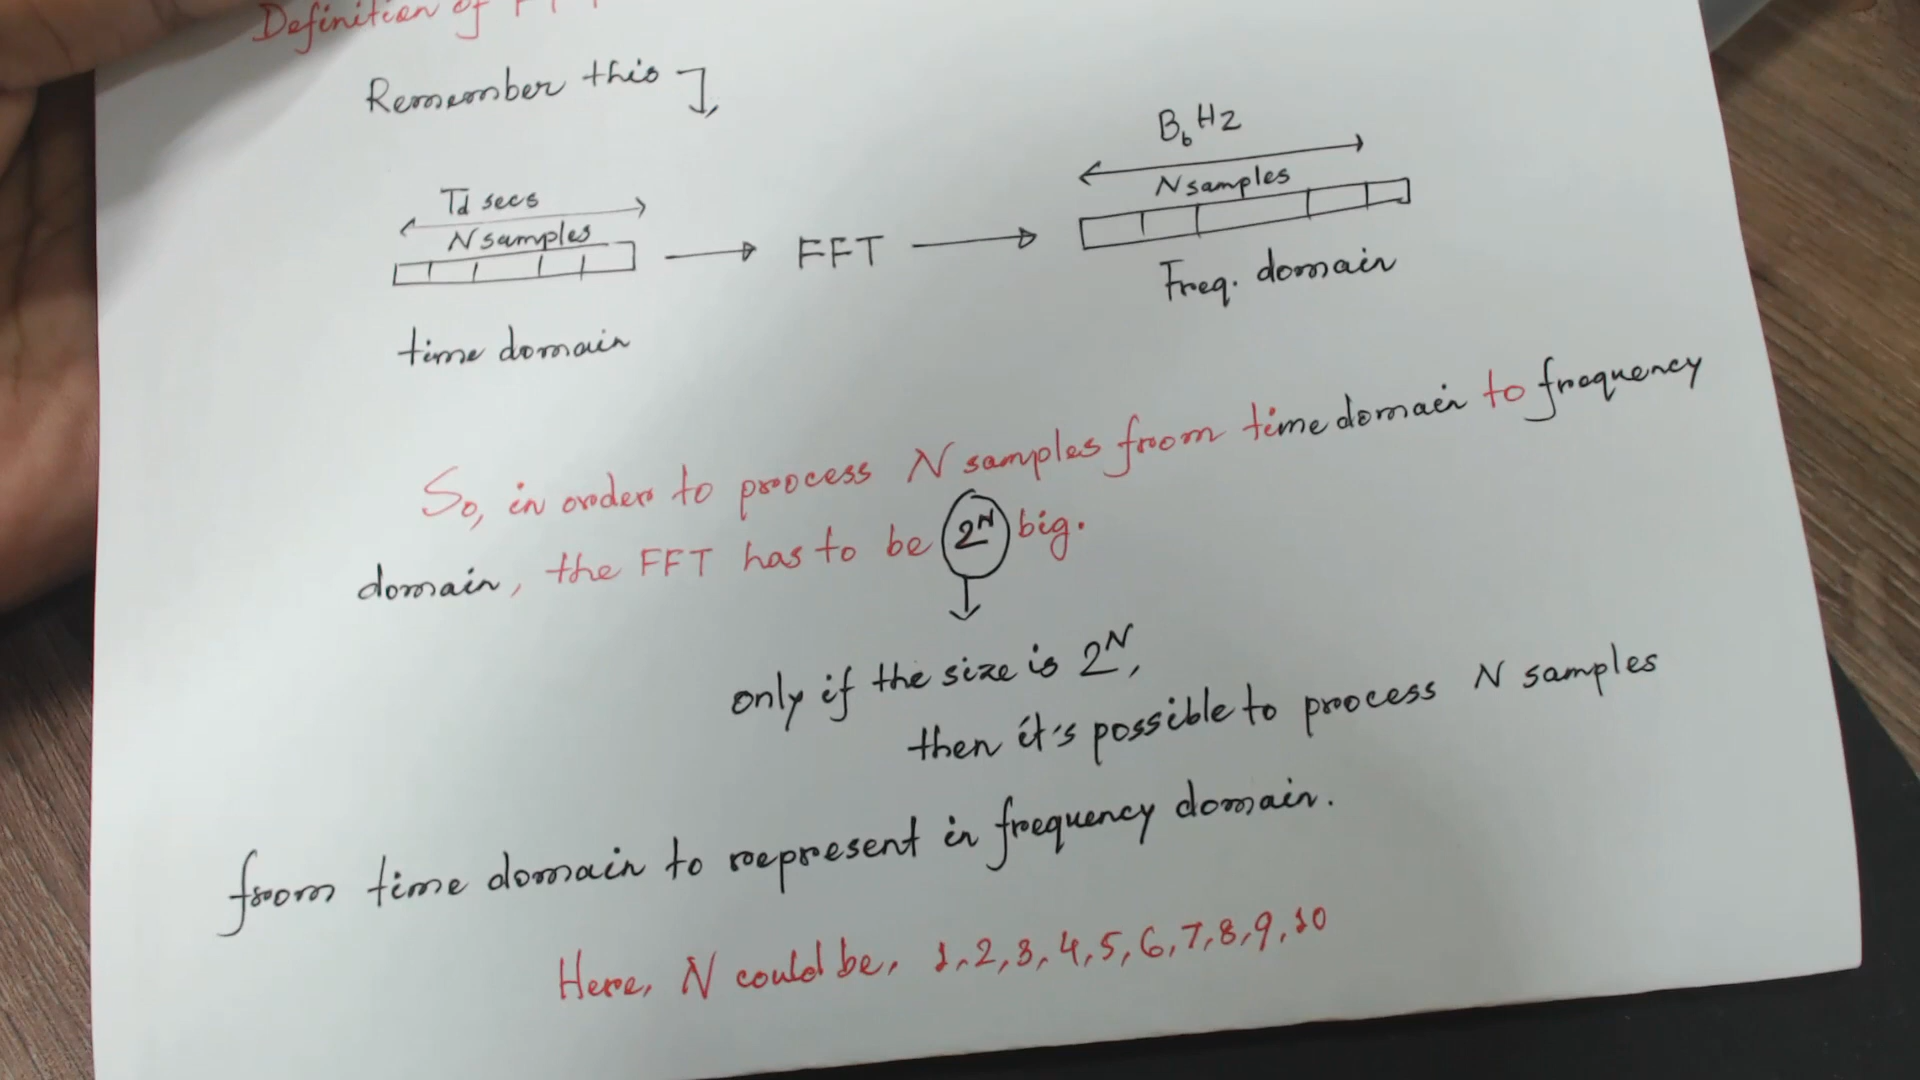 Definition of FFT
Remember this
Td secs
N samples
time domain
FFT
Bb Hz
N samples
Freq. domain
So, in order to process N samples from time domain to frequency
domain, the FFT has to be 2^N big.
only if the size is 2^N,
then it's possible to process N samples
from time domain to represent in frequency domain.
Here, N could be, 1,2,3,4,5,6,7,8,9,10